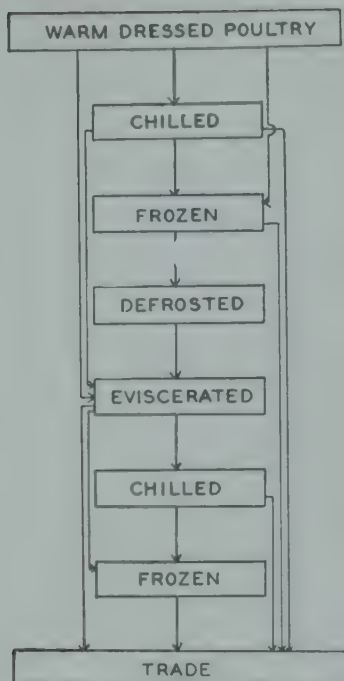 WARM DRESSED POULTRY
CHILLED
FROZEN
DEFROSTED
EVISCERATED
CHILLED
FROZEN
TRADE